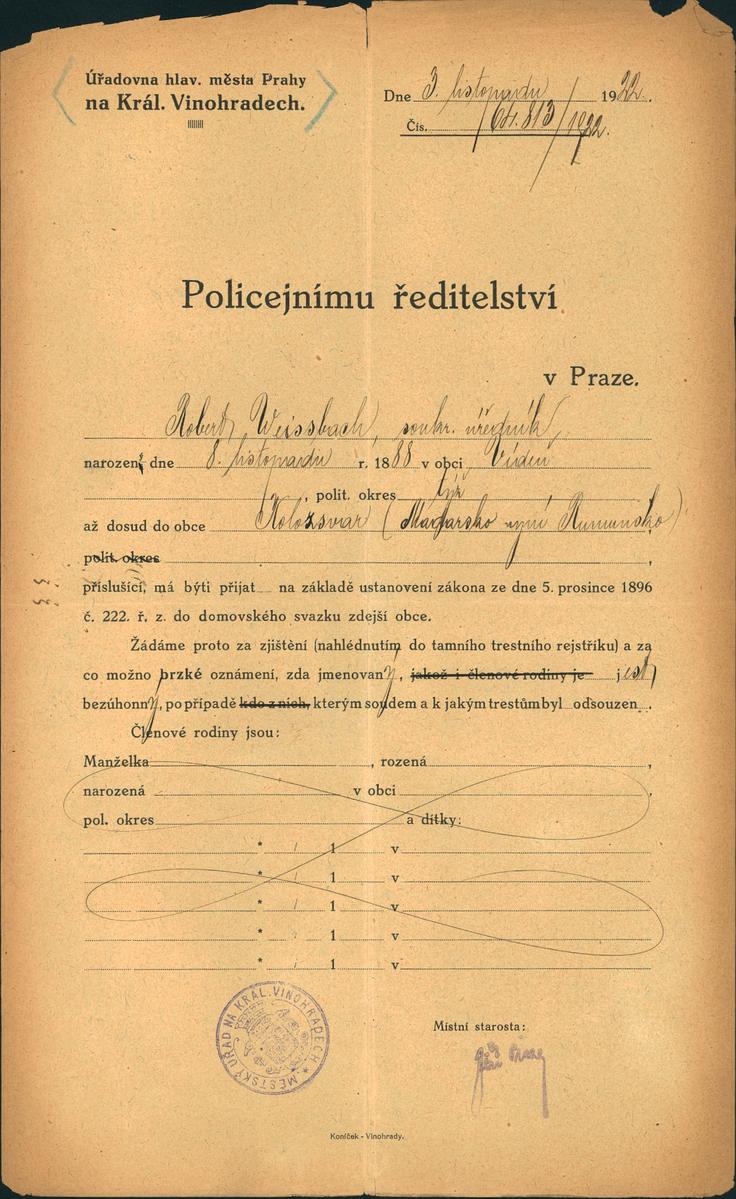 Úřadovna hlav. města Prahy
na Král. Vinohradech.
Dne 3. listopadu 1922.
Čís. 64.813/1922.
Policejnímu ředitelství
v Praze.
Robert Weissbach, soukr. úředník
narozený dne 8. listopadu r. 1888 v obci Vídeň
, polit. okres týž
až dosud do obce Kolozsvar (Maďarsko nyní Rumunsko)
polit. okres ,
příslušící, má býti přijat na základě ustanovení zákona ze dne 5. prosince 1896
č. 222. ř. z. do domovského svazku zdejší obce.
Žádáme proto za zjištění (nahlédnutím do tamního trestního rejstříku) a za
co možno brzké oznámení, zda jmenovaný, jakož i členové rodiny je jest
bezúhonný, po případě kdo z nich, kterým soudem a k jakým trestům byl odsouzen.
Členové rodiny jsou:
Manželka , rozená ,
narozená v obci ,
pol. okres a dítky:
* 1 v
* 1 v
* 1 v
* 1 v
* 1 v
MĚSTSKÝ ÚŘAD NA KRÁL. VINOHRADECH
Místní starosta:
Koníček - Vinohrady.